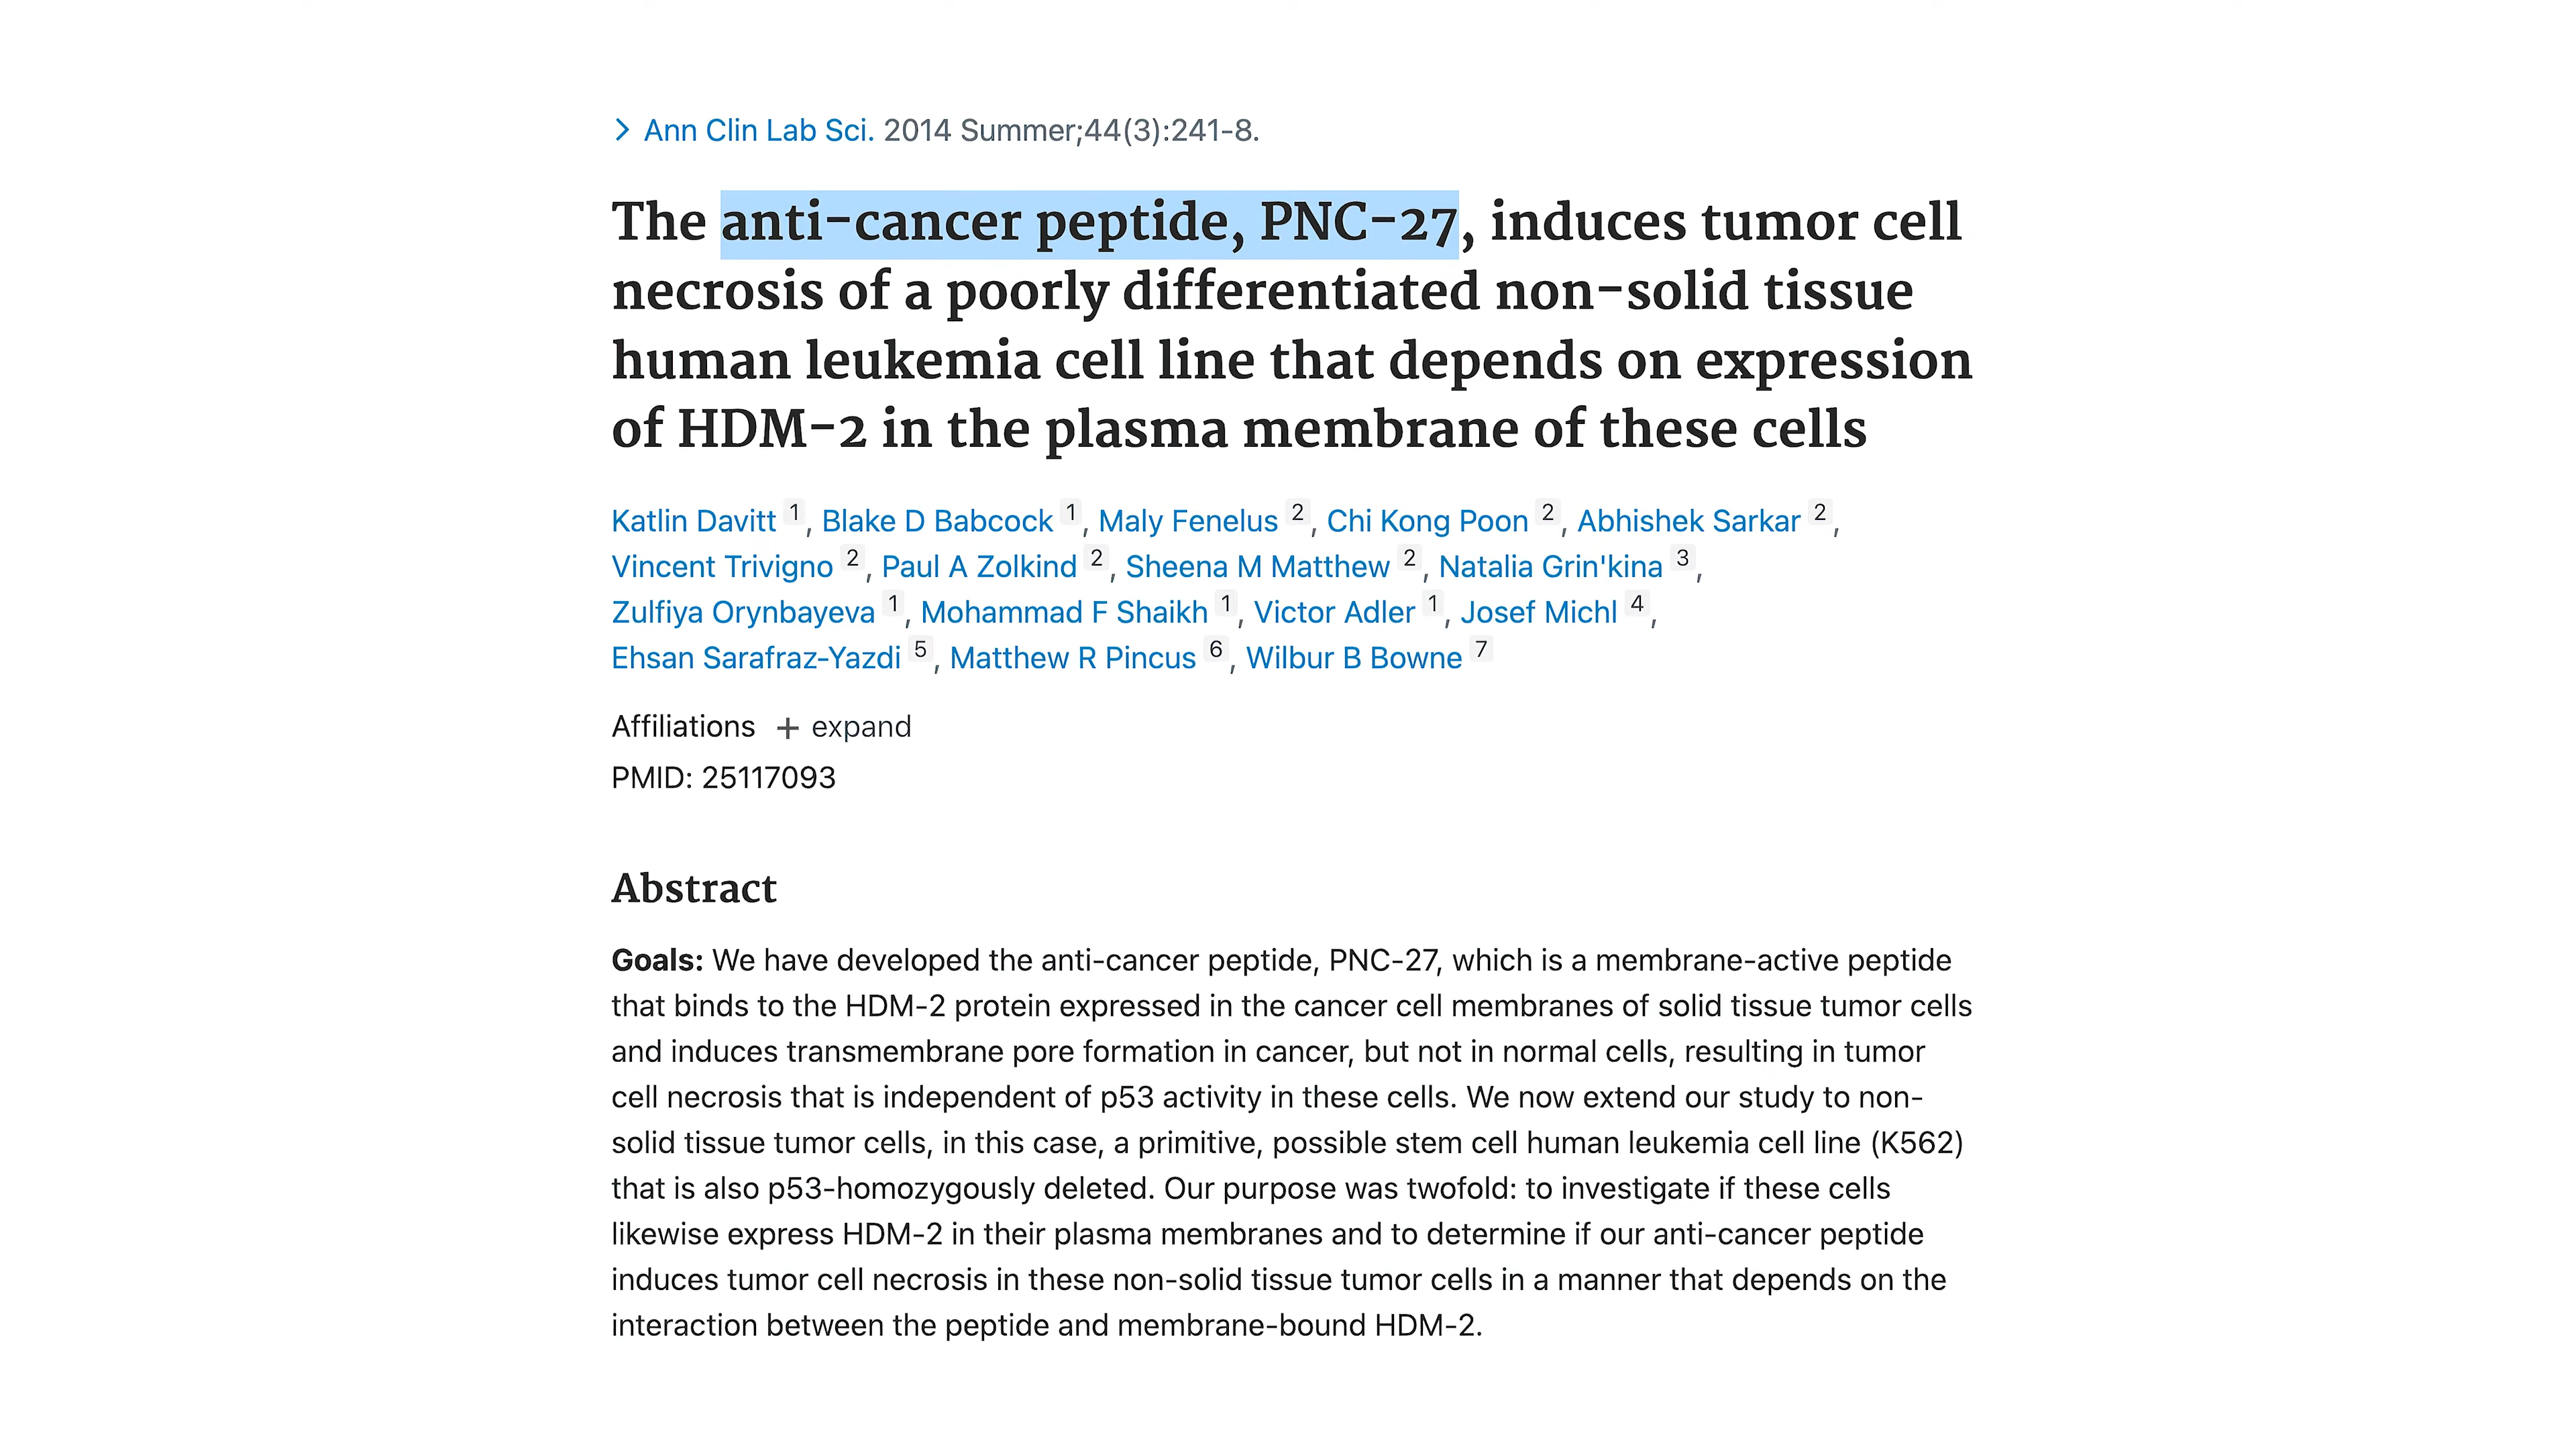 > Ann Clin Lab Sci. 2014 Summer;44(3):241-8.
The anti-cancer peptide, PNC-27, induces tumor cell
necrosis of a poorly differentiated non-solid tissue
human leukemia cell line that depends on expression
of HDM-2 in the plasma membrane of these cells
Katlin Davitt 1, Blake D Babcock 1, Maly Fenelus 2, Chi Kong Poon 2, Abhishek Sarkar 2,
Vincent Trivigno 2, Paul A Zolkind 2, Sheena M Matthew 2, Natalia Grin'kina 3,
Zulfiya Orynbayeva 1, Mohammad F Shaikh 1, Victor Adler 1, Josef Michl 4,
Ehsan Sarafraz-Yazdi 5, Matthew R Pincus 6, Wilbur B Bowne 7
Affiliations + expand
PMID: 25117093
Abstract
Goals: We have developed the anti-cancer peptide, PNC-27, which is a membrane-active peptide
that binds to the HDM-2 protein expressed in the cancer cell membranes of solid tissue tumor cells
and induces transmembrane pore formation in cancer, but not in normal cells, resulting in tumor
cell necrosis that is independent of p53 activity in these cells. We now extend our study to non-
solid tissue tumor cells, in this case, a primitive, possible stem cell human leukemia cell line (K562)
that is also p53-homozygously deleted. Our purpose was twofold: to investigate if these cells
likewise express HDM-2 in their plasma membranes and to determine if our anti-cancer peptide
induces tumor cell necrosis in these non-solid tissue tumor cells in a manner that depends on the
interaction between the peptide and membrane-bound HDM-2.